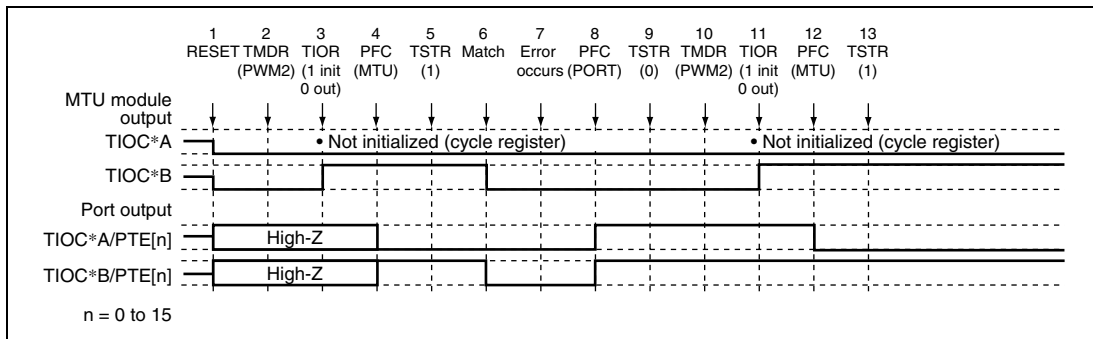 1 2 3 4 5 6 7 8 9 10 11 12 13
RESET TMDR TIOR PFC TSTR Match Error PFC TSTR TMDR TIOR PFC TSTR
(PWM2) (1 init (MTU) (1) occurs (PORT) (0) (PWM2) (1 init (MTU) (1)
0 out) 0 out)
MTU module
output
TIOC*A • Not initialized (cycle register) • Not initialized (cycle register)
TIOC*B
Port output
TIOC*A/PTE[n] High-Z
TIOC*B/PTE[n] High-Z
n = 0 to 15